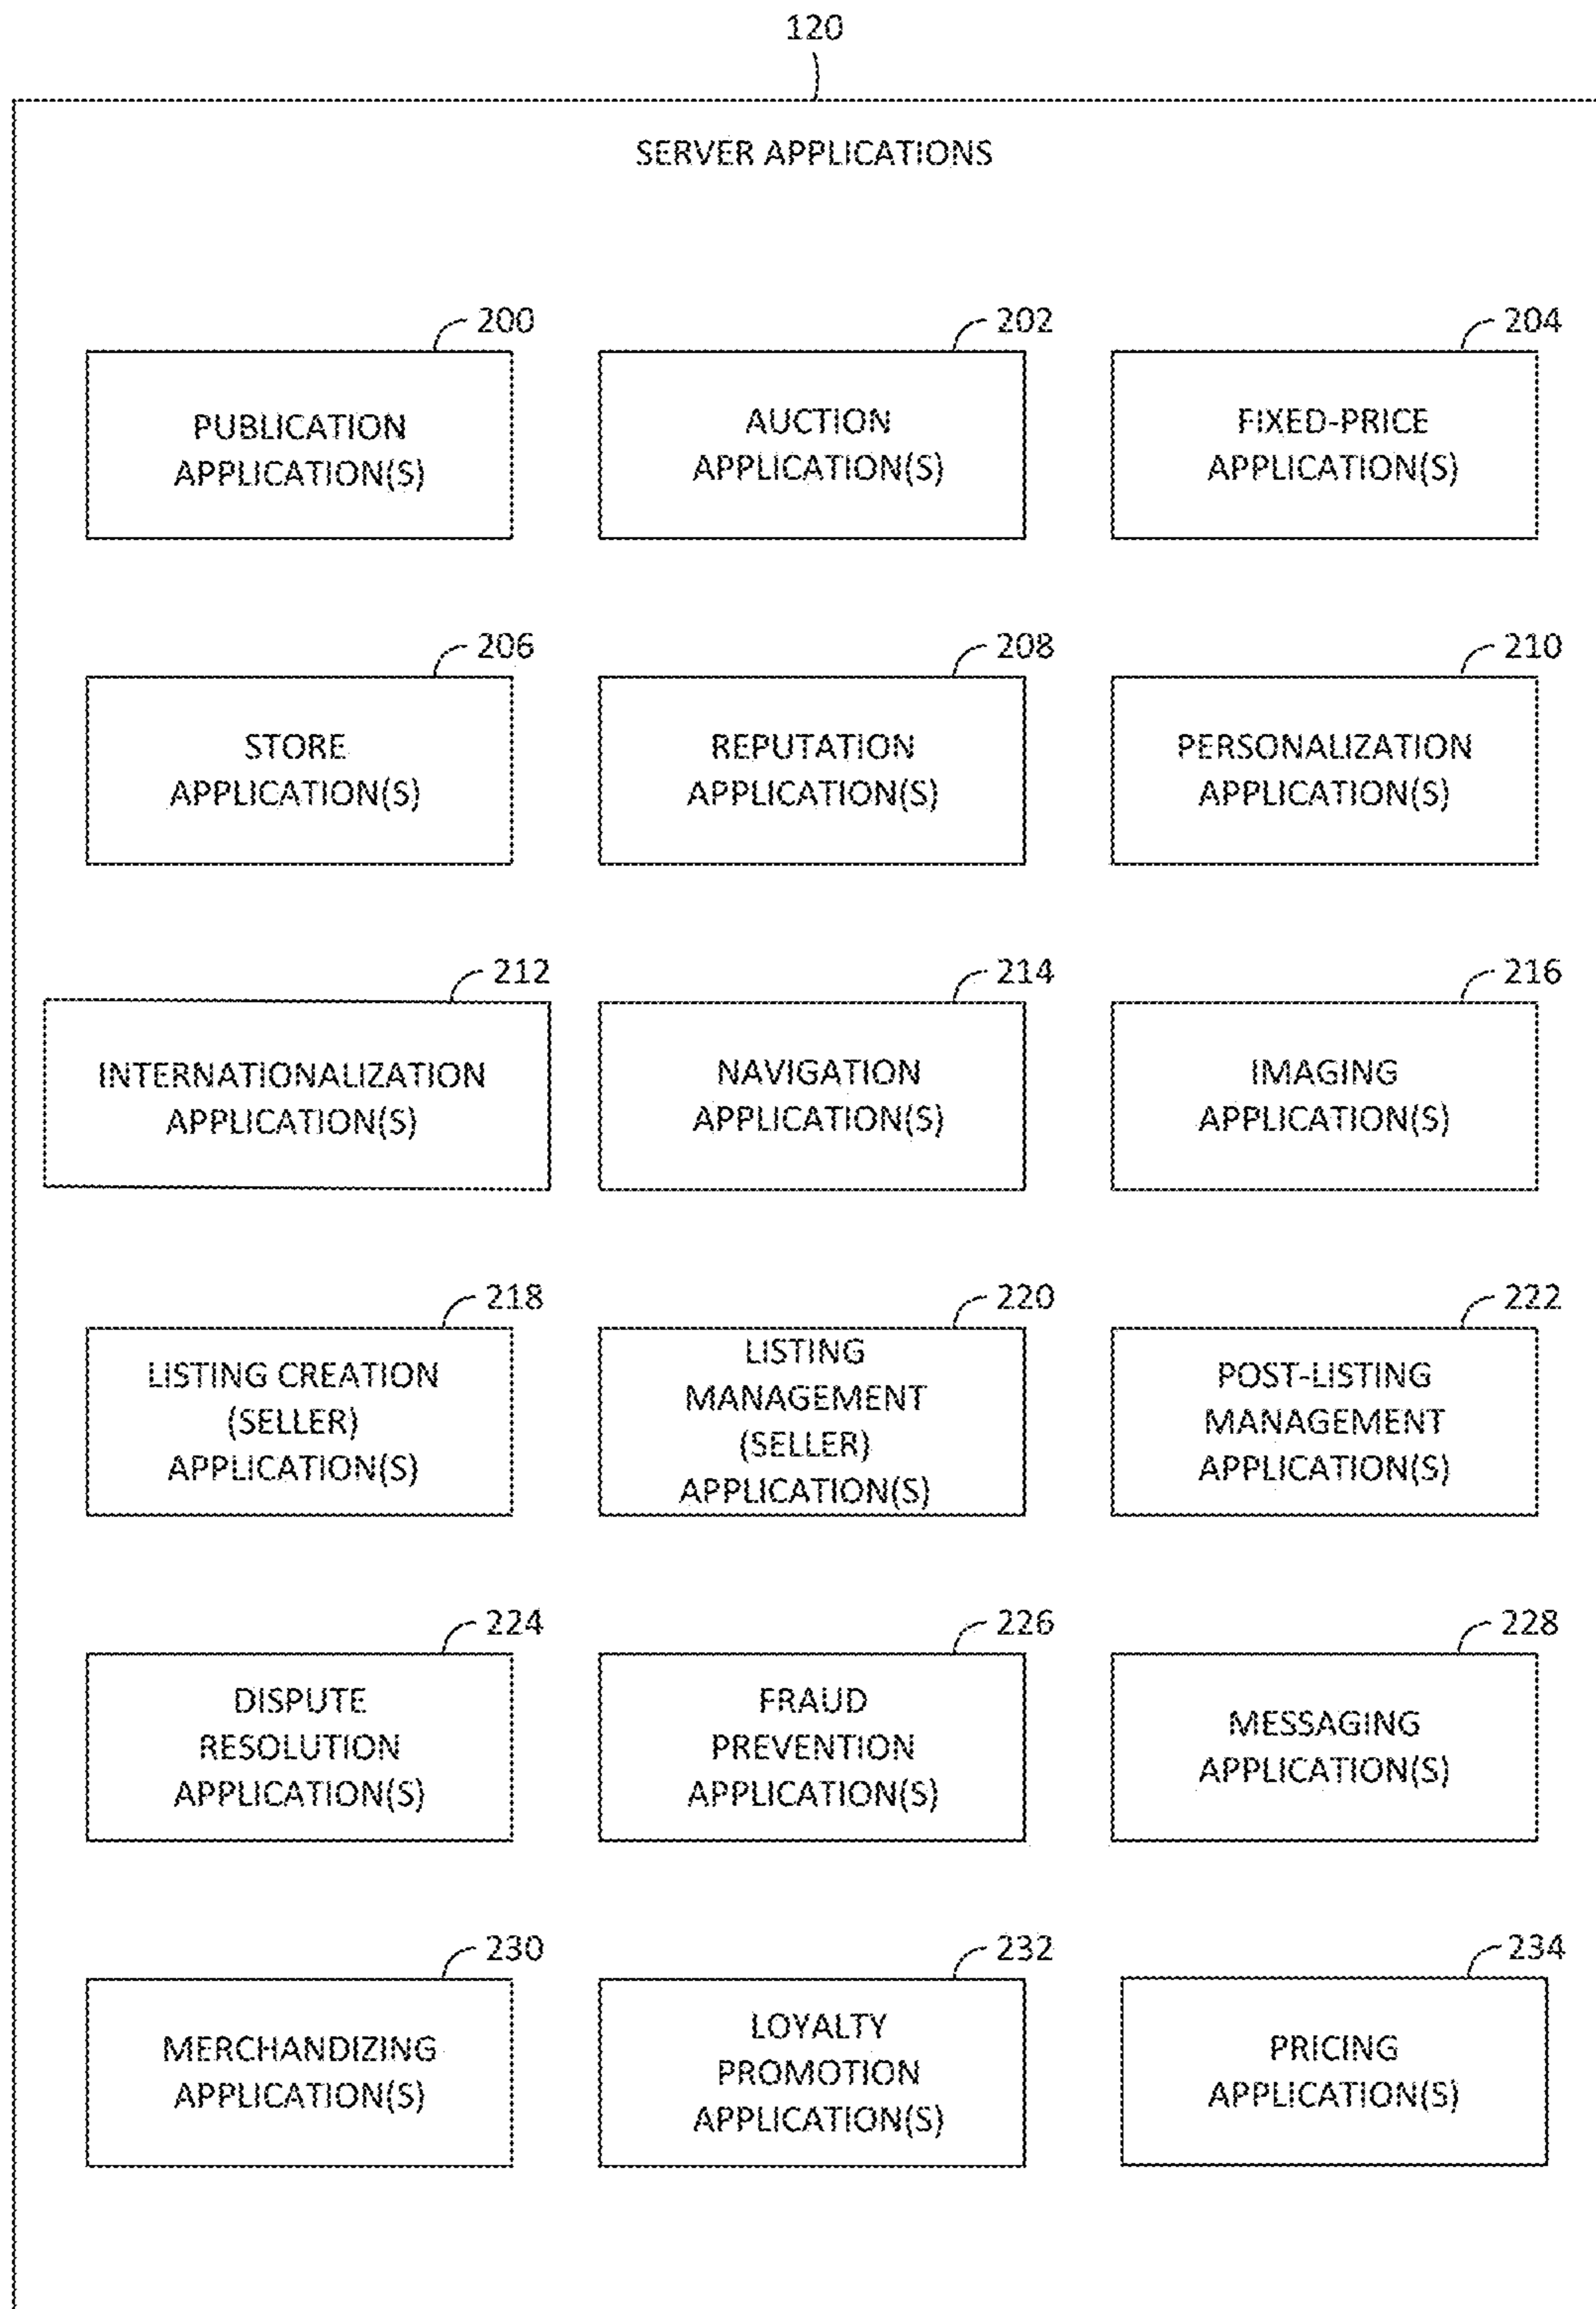 120
SERVER APPLICATIONS
200
PUBLICATION
APPLICATION(S)
202
AUCTION
APPLICATION(S)
204
FIXED-PRICE
APPLICATION(S)
206
STORE
APPLICATION(S)
208
REPUTATION
APPLICATION(S)
210
PERSONALIZATION
APPLICATION(S)
212
INTERNATIONALIZATION
APPLICATION(S)
214
NAVIGATION
APPLICATION(S)
216
IMAGING
APPLICATION(S)
218
LISTING CREATION
(SELLER)
APPLICATION(S)
220
LISTING
MANAGEMENT
(SELLER)
APPLICATION(S)
222
POST-LISTING
MANAGEMENT
APPLICATION(S)
224
DISPUTE
RESOLUTION
APPLICATION(S)
226
FRAUD
PREVENTION
APPLICATION(S)
228
MESSAGING
APPLICATION(S)
230
MERCHANDIZING
APPLICATION(S)
232
LOYALTY
PROMOTION
APPLICATION(S)
234
PRICING
APPLICATION(S)